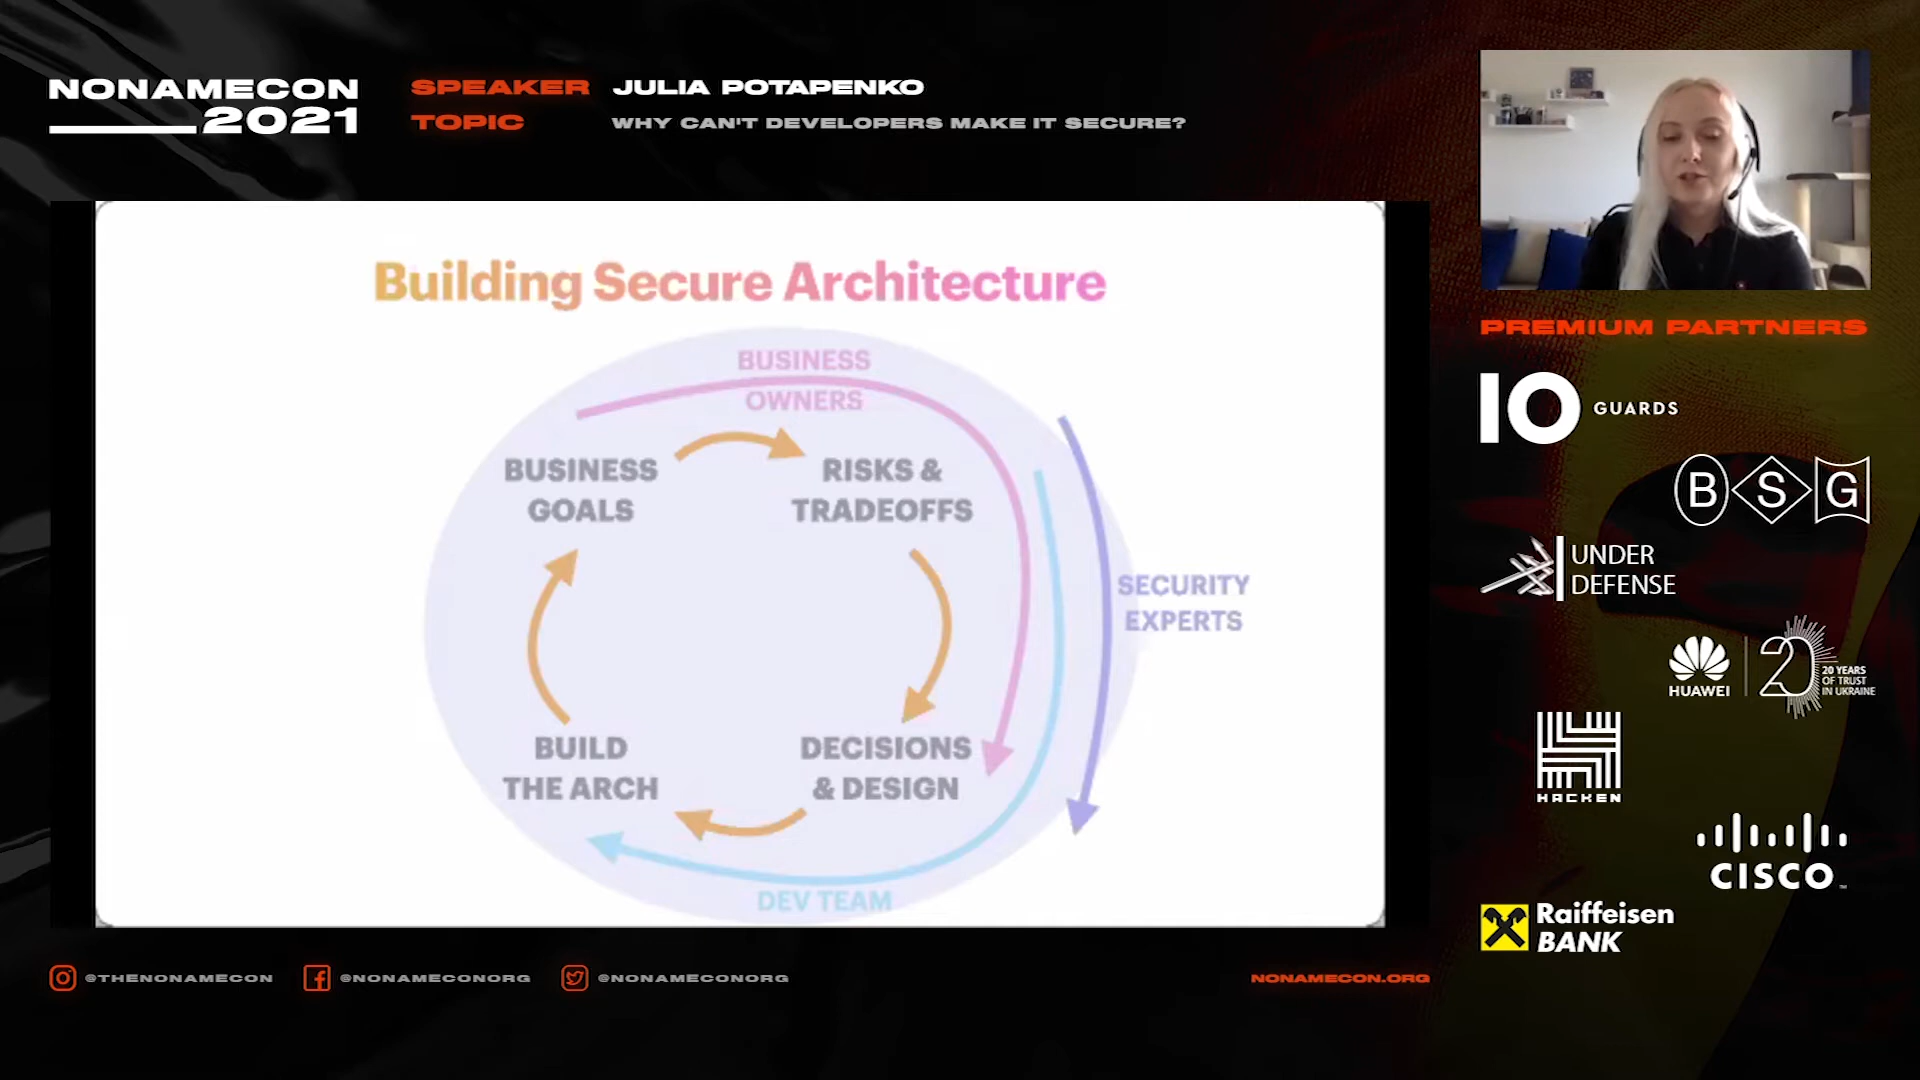 NONAMECON
2021
SPEAKER JULIA POTAPENKO
TOPIC WHY CAN'T DEVELOPERS MAKE IT SECURE?
Building Secure Architecture
BUSINESS
OWNERS
BUSINESS
GOALS
RISKS &
TRADEOFFS
SECURITY
EXPERTS
BUILD
THE ARCH
DECISIONS
& DESIGN
DEV TEAM
PREMIUM PARTNERS
10 GUARDS
B S G
UNDER
DEFENSE
HUAWEI
20
20 YEARS
OF TRUST
IN UKRAINE
HACKEN
CISCO
Raiffeisen
BANK
@THENONAMECON @NONAMECONORG @NONAMECONORG
NONAMECON.ORG